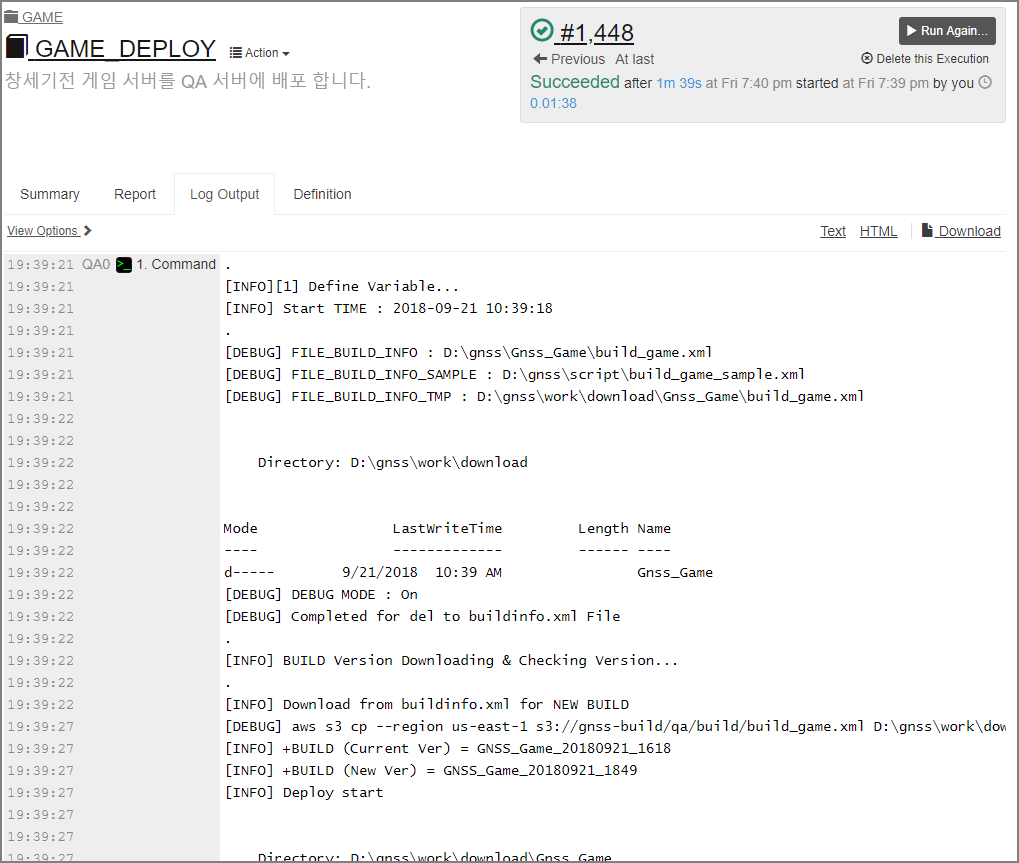 GAME
GAME_DEPLOY Action
창세기전 게임 서버를 QA 서버에 배포 합니다.
#1,448 Run Again...
Previous At last Delete this Execution
Succeeded after 1m 39s at Fri 7:40 pm started at Fri 7:39 pm by you
0.01:38
Summary Report Log Output Definition
View Options Text HTML Download
19:39:21 QA0 1. Command .
19:39:21 [INFO][1] Define Variable...
19:39:21 [INFO] Start TIME : 2018-09-21 10:39:18
19:39:21 .
19:39:21 [DEBUG] FILE_BUILD_INFO : D:\gnss\Gnss_Game\build_game.xml
19:39:21 [DEBUG] FILE_BUILD_INFO_SAMPLE : D:\gnss\script\build_game_sample.xml
19:39:21 [DEBUG] FILE_BUILD_INFO_TMP : D:\gnss\work\download\Gnss_Game\build_game.xml
19:39:22
19:39:22
19:39:22 Directory: D:\gnss\work\download
19:39:22
19:39:22
19:39:22 Mode LastWriteTime Length Name
19:39:22 ---- ------------- ------ ----
19:39:22 d----- 9/21/2018 10:39 AM Gnss_Game
19:39:22 [DEBUG] DEBUG MODE : On
19:39:22 [DEBUG] Completed for del to buildinfo.xml File
19:39:22 .
19:39:22 [INFO] BUILD Version Downloading & Checking Version...
19:39:22 .
19:39:22 [INFO] Download from buildinfo.xml for NEW BUILD
19:39:27 [DEBUG] aws s3 cp --region us-east-1 s3://gnss-build/qa/build/build_game.xml D:\gnss\work\dow
19:39:27 [INFO] +BUILD (Current Ver) = GNSS_Game_20180921_1618
19:39:27 [INFO] +BUILD (New Ver) = GNSS_Game_20180921_1849
19:39:27 [INFO] Deploy start
19:39:27
19:39:27
19:39:27 Directory: D:\gnss\work\download\Gnss_Game